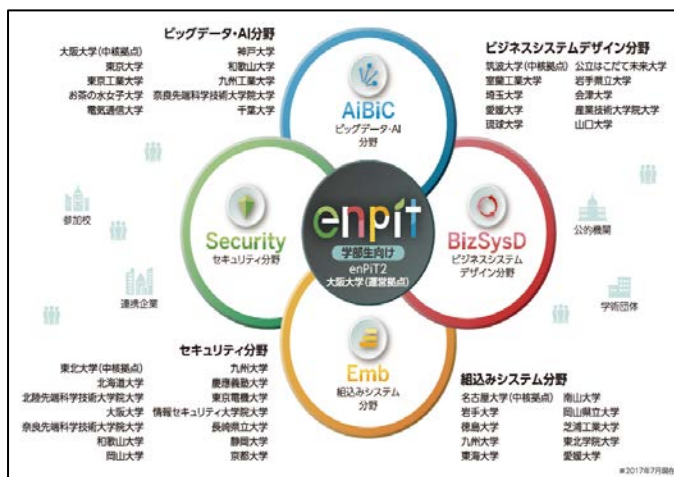 ビッグデータ・AI分野
大阪大学(中核拠点) 神戸大学
東京大学 和歌山大学
東京工業大学 九州工業大学
お茶の水女子大学 奈良先端科学技術大学院大学
電気通信大学 千葉大学
ビジネスシステムデザイン分野
筑波大学(中核拠点) 公立はこだて未来大学
室蘭工業大学 岩手県立大学
埼玉大学 会津大学
愛媛大学 産業技術大学院大学
琉球大学 山口大学
AiBiC
ビッグデータ・AI
分野
参加校
連携企業
Security
セキュリティ分野
enpit
学部生向け
enPiT2
大阪大学(運営拠点)
BizSysD
ビジネスシステム
デザイン分野
公的機関
学術団体
Emb
組込みシステム
分野
セキュリティ分野
東北大学(中核拠点) 九州大学
北海道大学 慶應義塾大学
北陸先端科学技術大学院大学 東京電機大学
大阪大学 情報セキュリティ大学院大学
奈良先端科学技術大学院大学 長崎県立大学
和歌山大学 静岡大学
岡山大学 京都大学
組込みシステム分野
名古屋大学(中核拠点) 南山大学
岩手大学 岡山県立大学
徳島大学 芝浦工業大学
九州大学 東北学院大学
東海大学 愛媛大学
※2017年7月現在